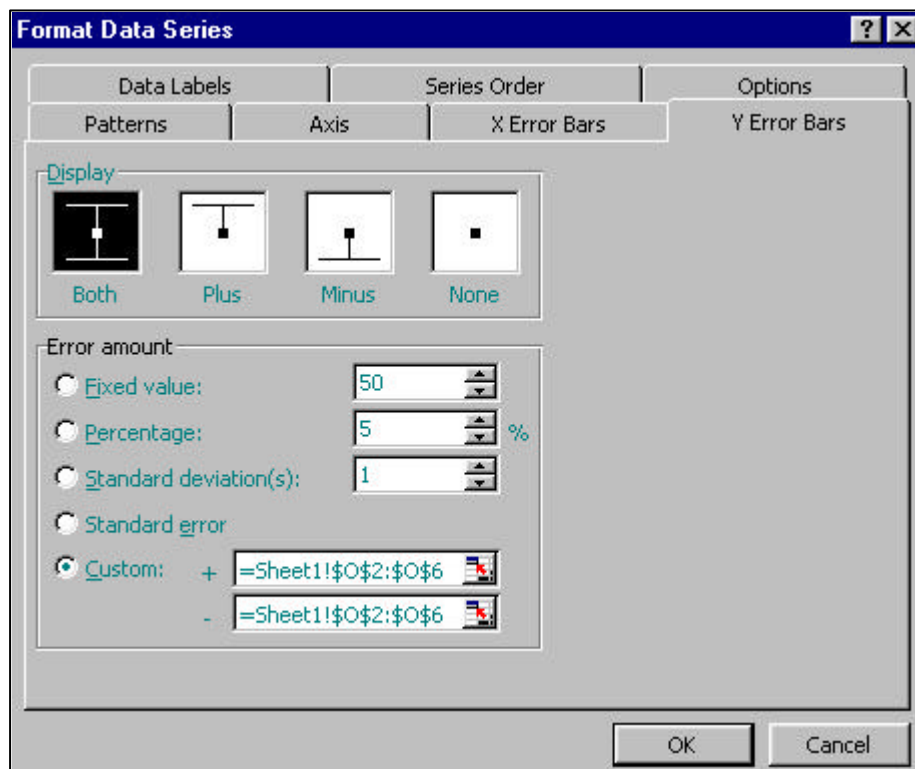 Format Data Series
Data Labels Series Order Options
Patterns Axis X Error Bars Y Error Bars
Display
Both Plus Minus None
Error amount
Fixed value: 50
Percentage: 5 %
Standard deviation(s): 1
Standard error
Custom: + =Sheet1!$O$2:$O$6
- =Sheet1!$O$2:$O$6
OK Cancel